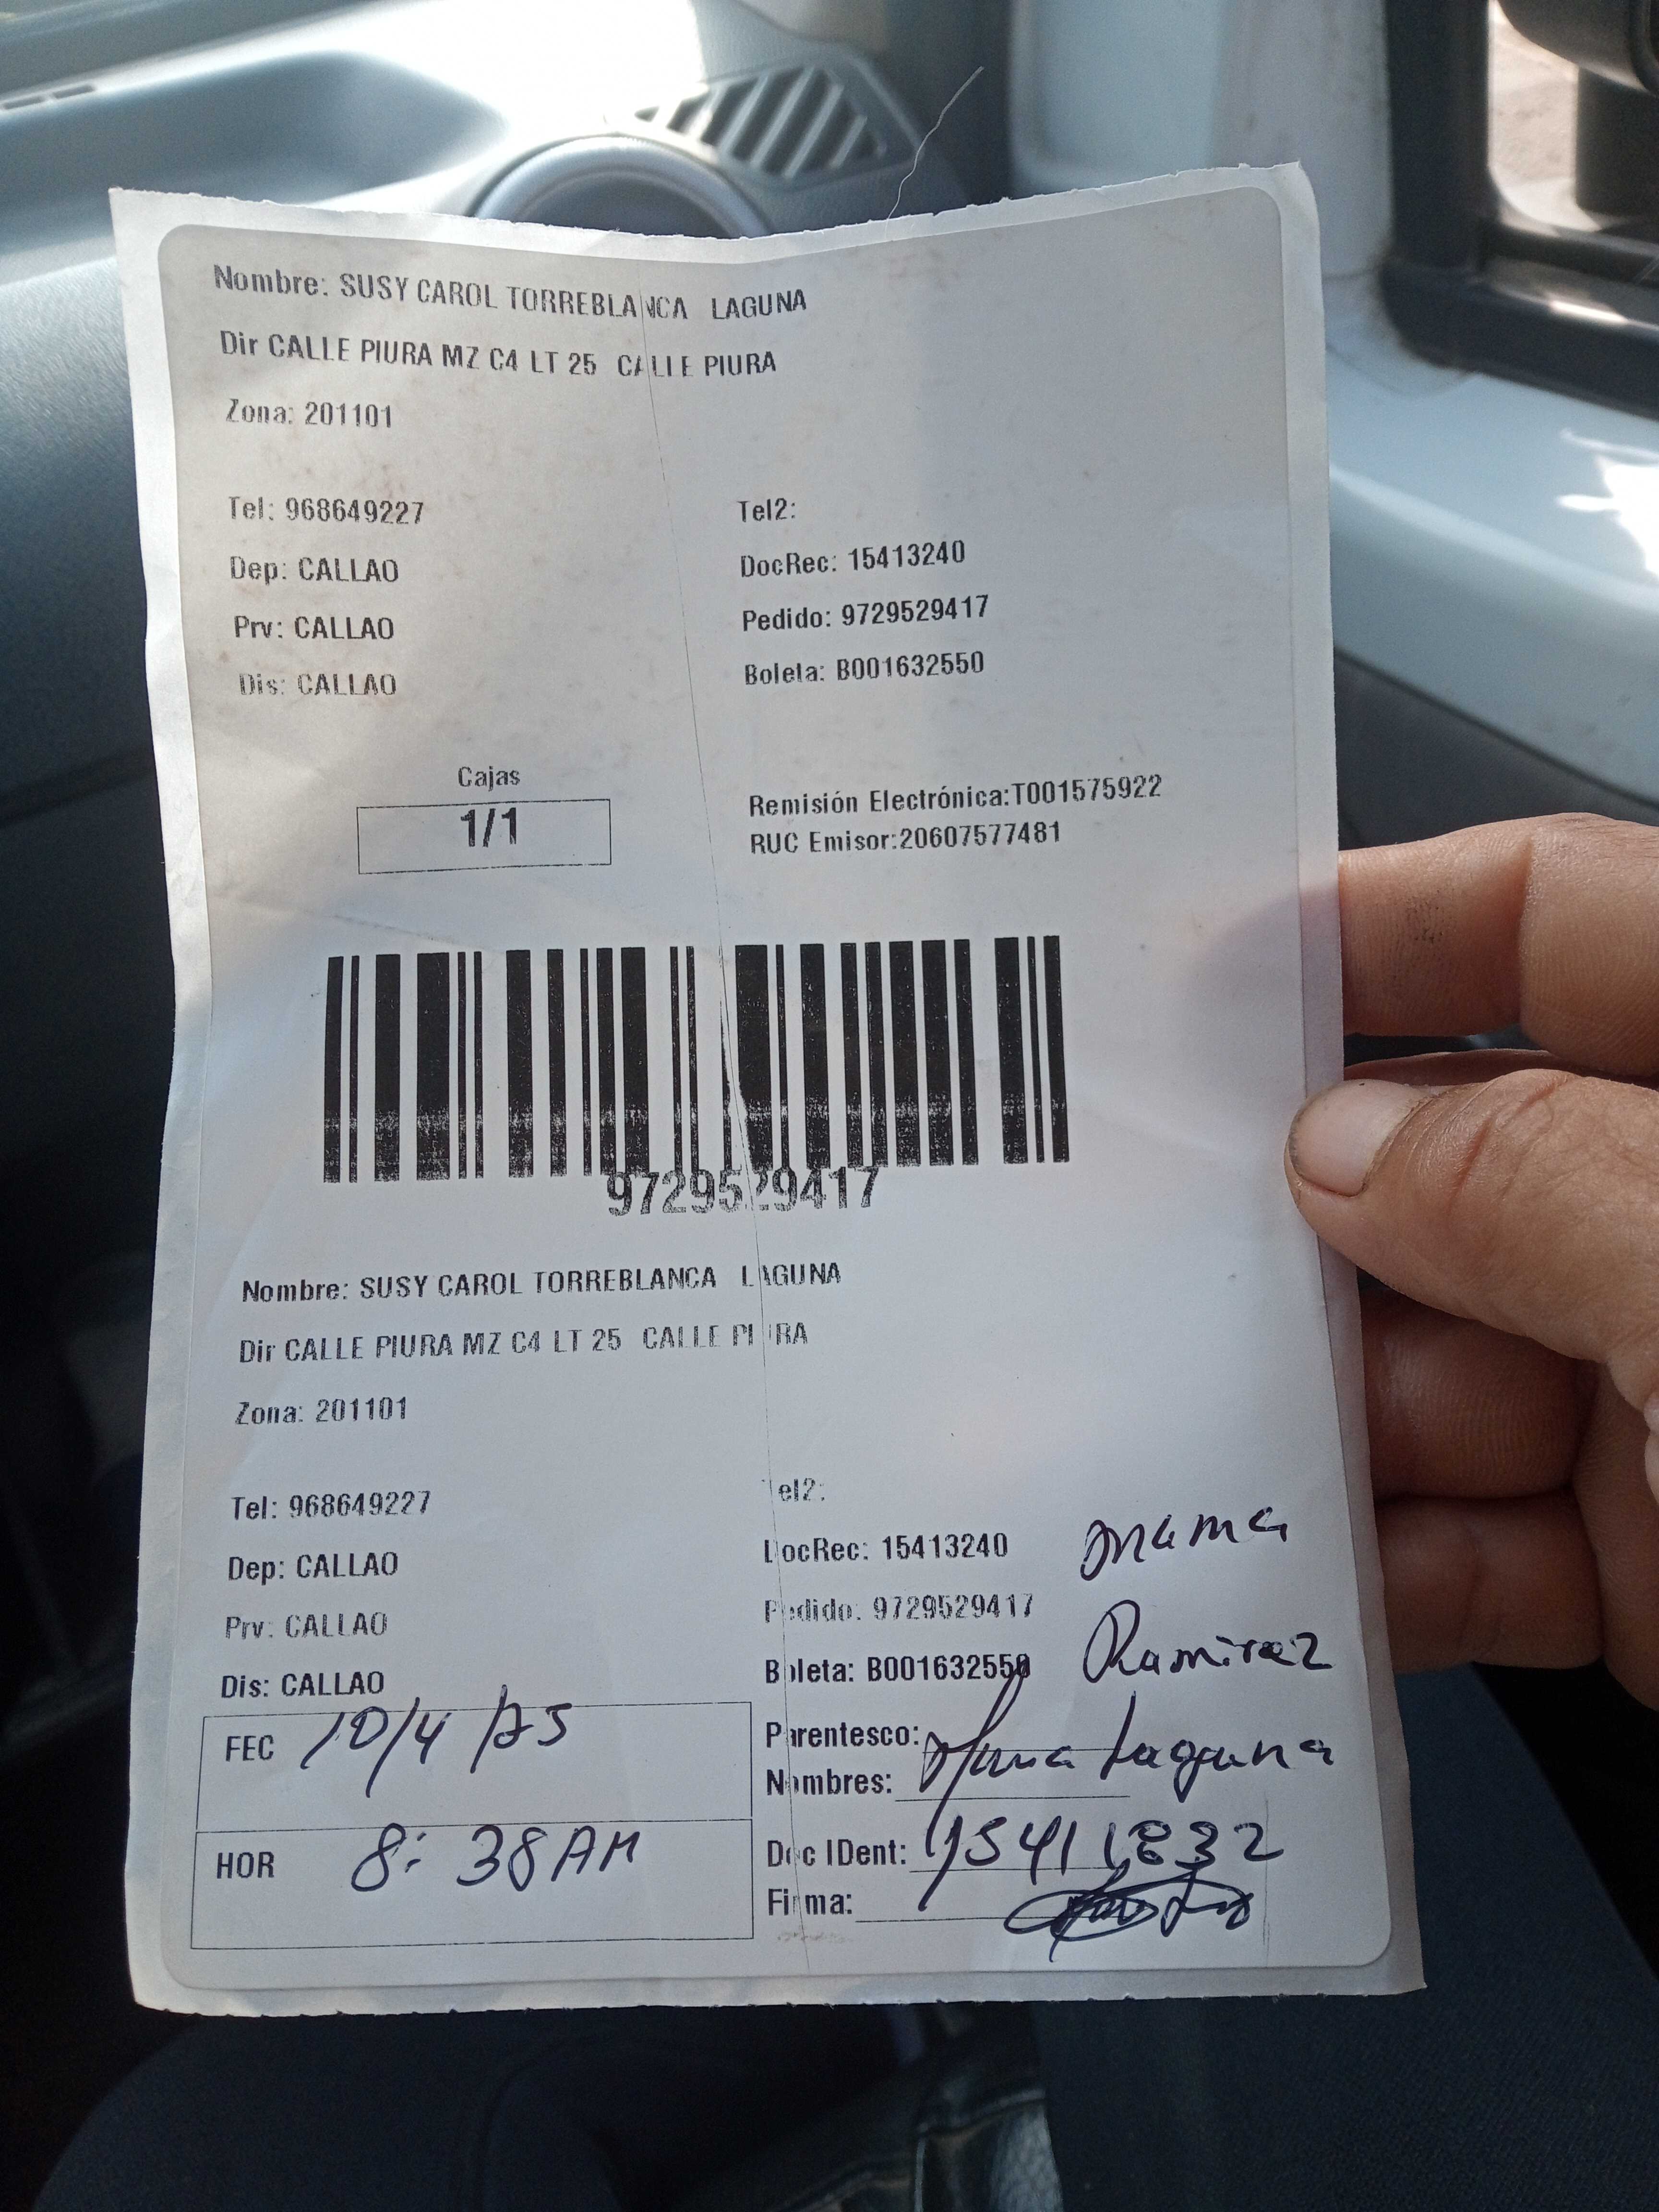 Nombre: SUSY CAROL TORREBLANCA LAGUNA
Dir CALLE PIURA MZ C4 LT 25 CALLE PIURA
Zona: 201101
Tel: 968649227 Tel2:
Dep: CALLAO DocRec: 15413240
Prv: CALLAO Pedido: 9729529417
Dis: CALLAO Boleta: B001632550
Cajas
1/1
Remisión Electrónica:T001575922
RUC Emisor:20607577481
9729529417
Nombre: SUSY CAROL TORREBLANCA LAGUNA
Dir CALLE PIURA MZ C4 LT 25 CALLE PIURA
Zona: 201101
Tel: 968649227 Tel2:
Dep: CALLAO DocRec: 15413240 mama
Prv: CALLAO Pedido: 9729529417
Dis: CALLAO Boleta: B001632550 Ramirez
FEC 10/4/25
Parentesco:
Nombres: Laguna
HOR 8:38 AM
Doc IDent: 15411832
Firma: